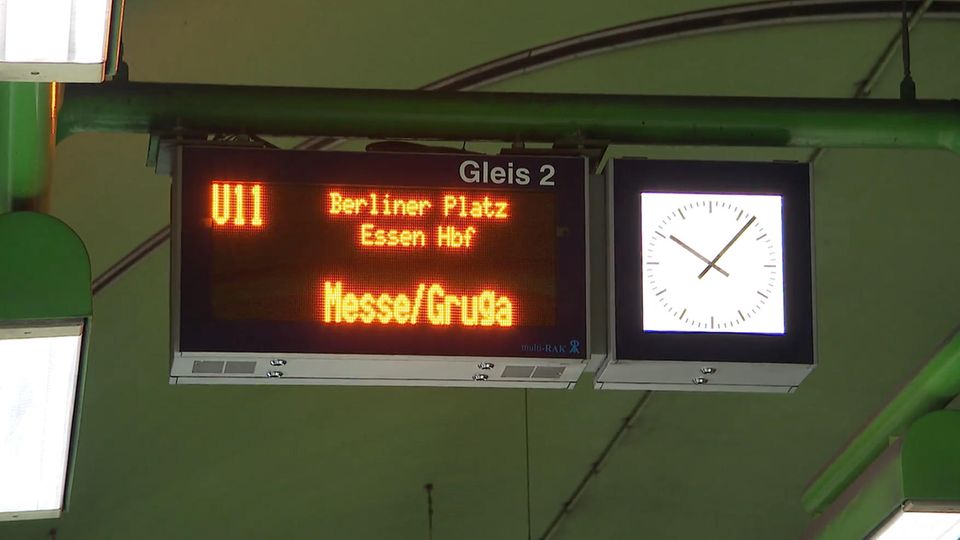 Gleis 2
U11 Berliner Platz
Essen Hbf
Messe/Gruga
multi-RAK